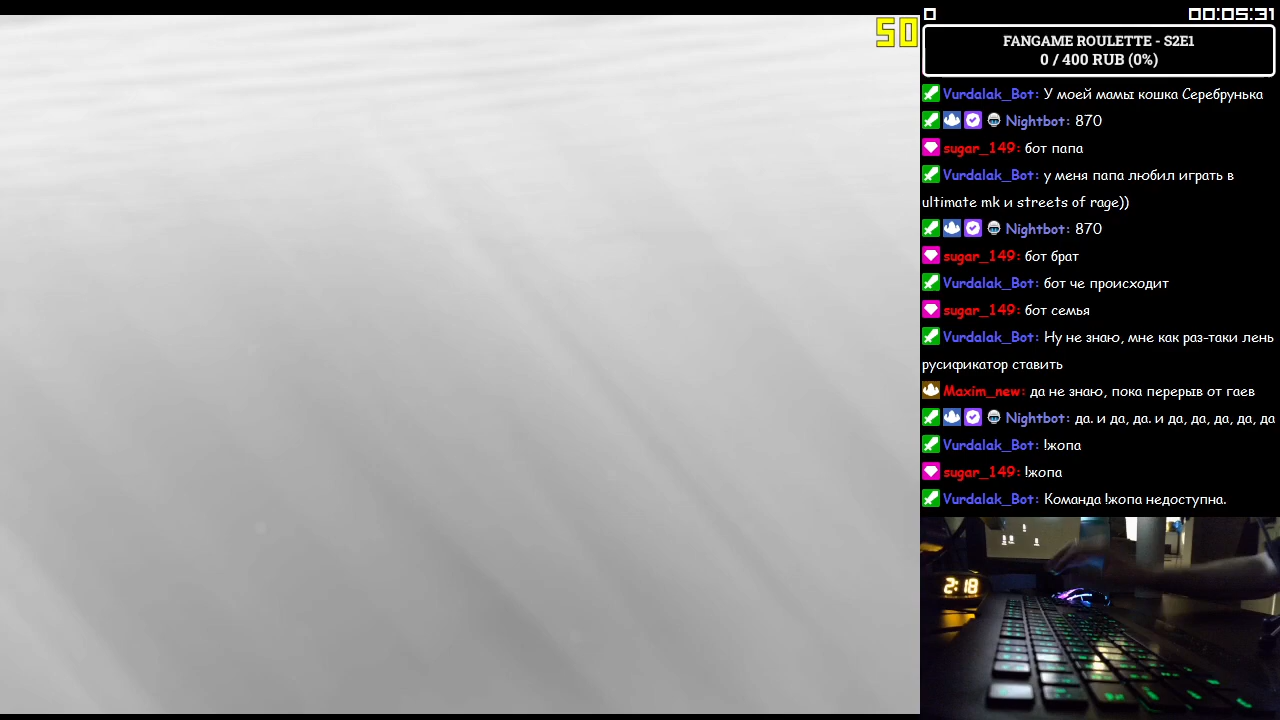 50
0
00:05:31
FANGAME ROULETTE - S2E1
0 / 400 RUB (0%)
Vurdalak_Bot: У моей мамы кошка Серебрунька
Nightbot: 870
sugar_149: бот папа
Vurdalak_Bot: у меня папа любил играть в
ultimate mk и streets of rage))
Nightbot: 870
sugar_149: бот брат
Vurdalak_Bot: бот че происходит
sugar_149: бот семья
Vurdalak_Bot: Ну не знаю, мне как раз-таки лень
русификатор ставить
Maxim_new: да не знаю, пока перерыв от гаев
Nightbot: да. и да, да. и да, да, да, да, да
Vurdalak_Bot: !жопа
sugar_149: !жопа
Vurdalak_Bot: Команда !жопа недоступна.
2:18